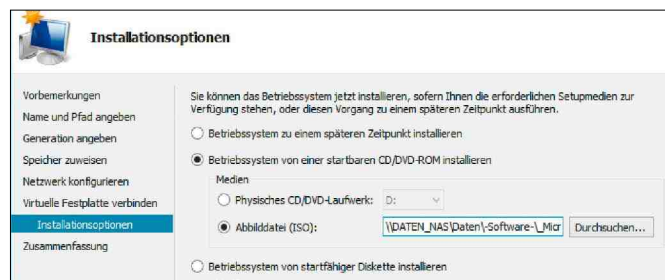 Installationsoptionen
Vorbemerkungen
Name und Pfad angeben
Generation angeben
Speicher zuweisen
Netzwerk konfigurieren
Virtuelle Festplatte verbinden
Installationsoptionen
Zusammenfassung
Sie können das Betriebssystem jetzt installieren, sofern Ihnen die erforderlichen Setupmedien zur
Verfügung stehen, oder diesen Vorgang zu einem späteren Zeitpunkt ausführen.
Betriebssystem zu einem späteren Zeitpunkt installieren
Betriebssystem von einer startbaren CD/DVD-ROM installieren
Medien
Physisches CD/DVD-Laufwerk: D:
Abbilddatei (ISO): \\DATEN_NAS\Daten\-Software-\_Micr Durchsuchen...
Betriebssystem von startfähiger Diskette installieren